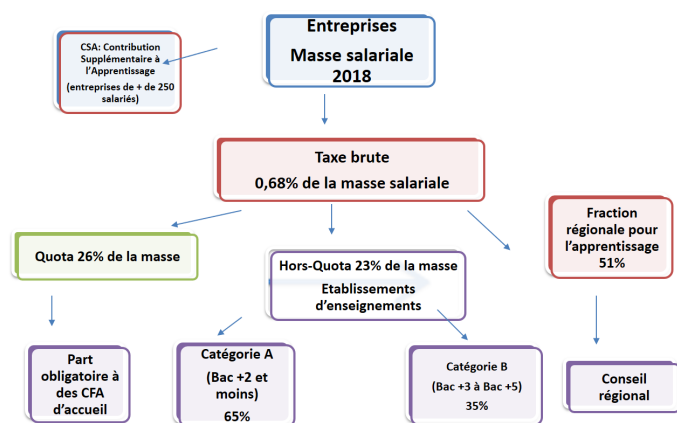 Entreprises
Masse salariale
2018
CSA: Contribution
Supplémentaire à
l'Apprentissage
(entreprises de + de 250
salariés)
Taxe brute
0,68% de la masse salariale
Quota 26% de la masse
Hors-Quota 23% de la masse
Etablissements
d'enseignements
Fraction
régionale pour
l'apprentissage
51%
Part
obligatoire à
des CFA
d'accueil
Catégorie A
(Bac +2 et
moins)
65%
Catégorie B
(Bac +3 à Bac +5)
35%
Conseil
régional